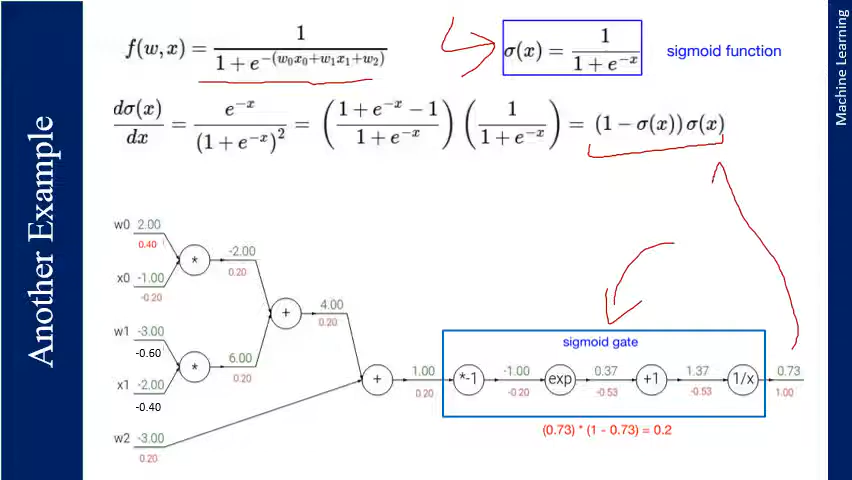 Machine Learning
Another Example
f(w, x) = 1 / (1 + e^−(w₀x₀+w₁x₁+w₂))
σ(x) = 1 / (1 + e^−x)
sigmoid function
dσ(x)/dx = e^−x / (1 + e^−x)² = ((1 + e^−x − 1) / (1 + e^−x)) (1 / (1 + e^−x)) = (1 − σ(x)) σ(x)
w0 2.00
0.40
* -2.00
0.20
x0 -1.00
-0.20
+ 4.00
0.20
w1 -3.00
-0.60
* 6.00
0.20
x1 -2.00
-0.40
w2 -3.00
0.20
+ 1.00
0.20
sigmoid gate
*-1 -1.00 exp 0.37 +1 1.37 1/x 0.73
-0.20 -0.53 -0.53 1.00
(0.73) * (1 - 0.73) = 0.2